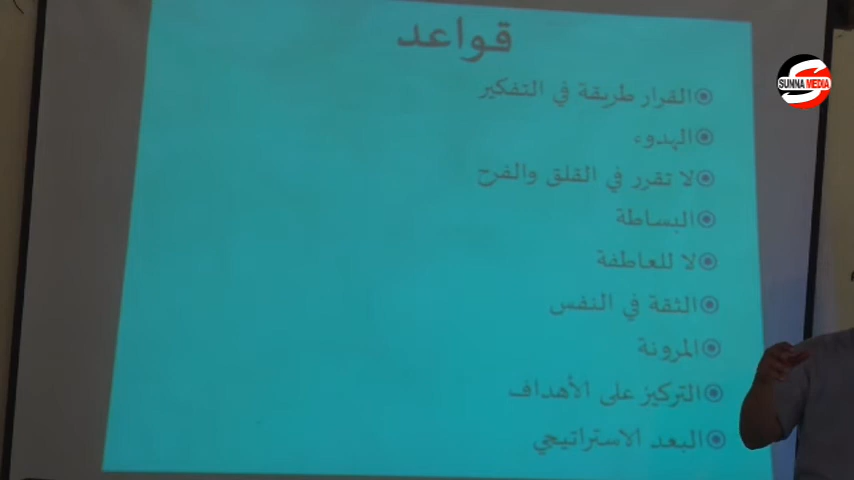 قواعد
القرار طريقة في التفكير
الهدوء
لا تقرر في القلق والفرح
البساطة
لا للعاطفة
الثقة في النفس
المرونة
التركيز على الأهداف
البعد الاستراتيجي
SUNNA MEDIA